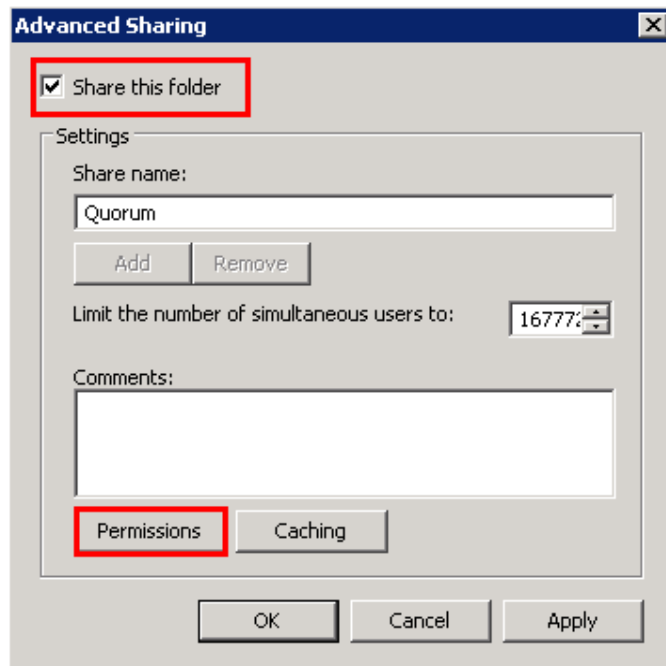 Advanced Sharing
Share this folder
Settings
Share name:
Quorum
Add Remove
Limit the number of simultaneous users to: 16777
Comments:
Permissions Caching
OK Cancel Apply